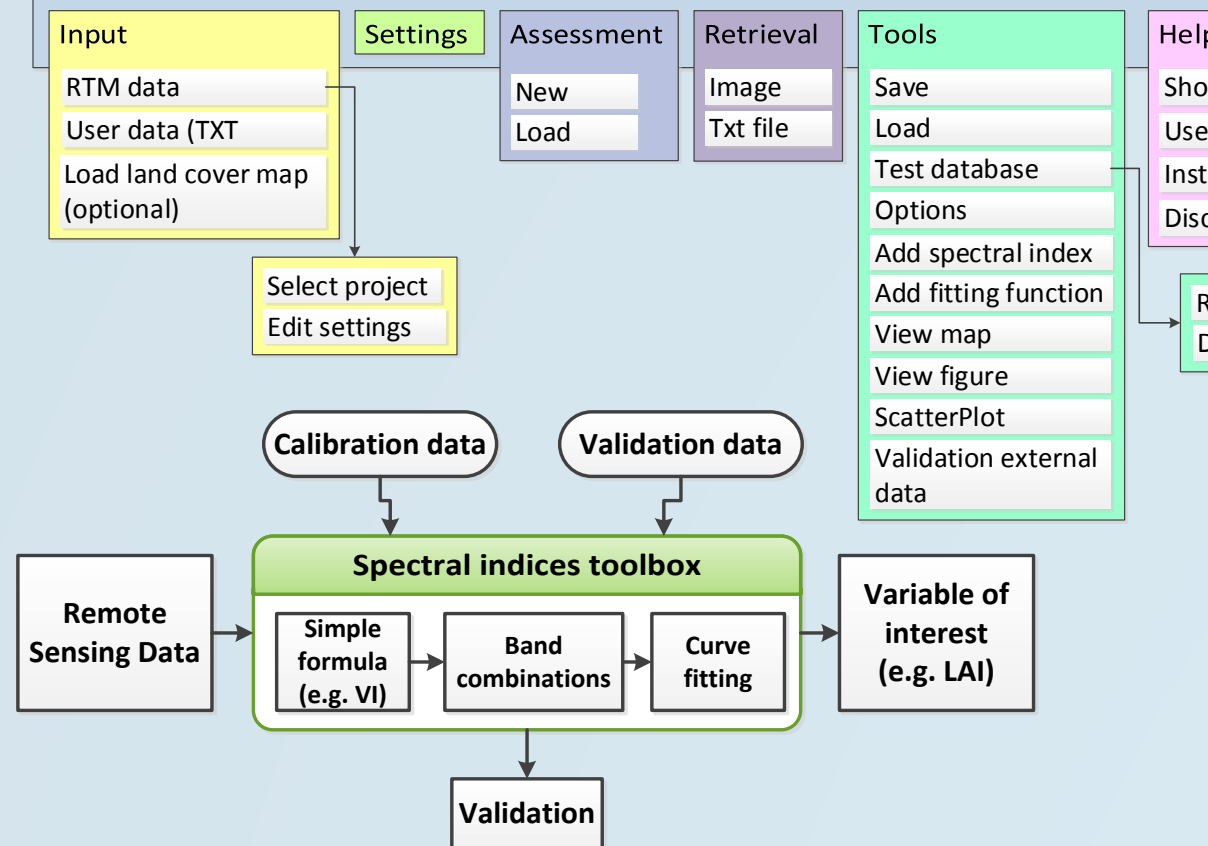 Input
RTM data
User data (TXT
Load land cover map
(optional)
Select project
Edit settings
Settings
Assessment
New
Load
Retrieval
Image
Txt file
Tools
Save
Load
Test database
Options
Add spectral index
Add fitting function
View map
View figure
ScatterPlot
Validation external
data
Calibration data
Validation data
Spectral indices toolbox
Remote
Sensing Data
Simple
formula
(e.g. VI)
Band
combinations
Curve
fitting
Variable of
interest
(e.g. LAI)
Validation